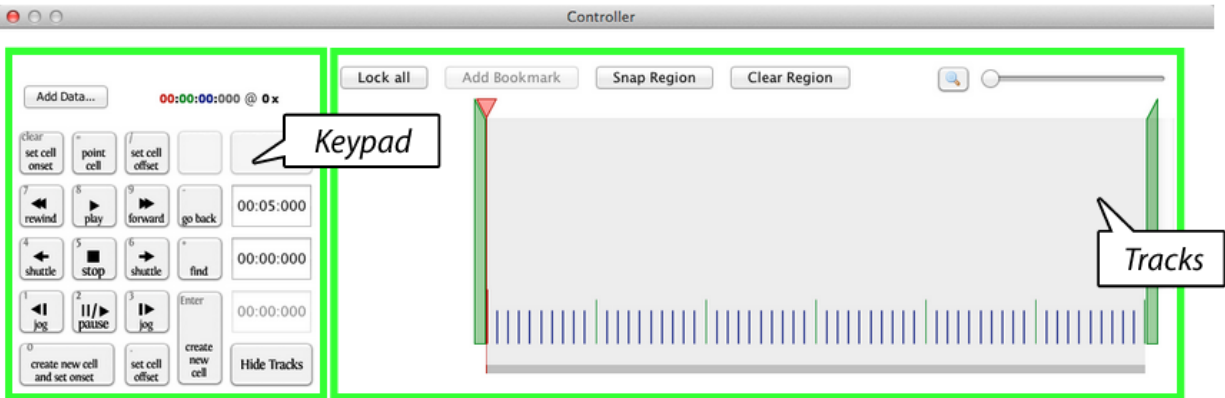 Controller
Lock all Add Bookmark Snap Region Clear Region
Add Data... 00:00:00:000 @ 0 x
Keypad
clear
set cell
onset
=
point
cell
/
set cell
offset
7
rewind
8
play
9
forward
-
go back
00:05:000
4
shuttle
5
stop
6
shuttle
+
find
00:00:000
Tracks
1
jog
2
pause
3
jog
Enter
create
new
cell
00:00:000
0
create new cell
and set onset
.
set cell
offset
Hide Tracks